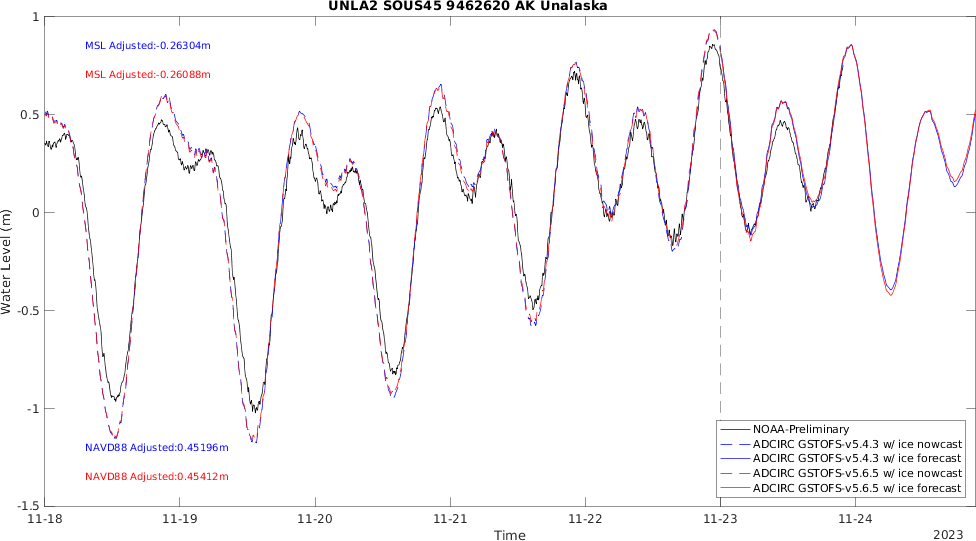 UNLA2 SOUS45 9462620 AK Unalaska
1
MSL Adjusted:-0.26304m
MSL Adjusted:-0.26088m
0.5
0
Water Level (m)
-0.5
-1
NAVD88 Adjusted:0.45196m
NAVD88 Adjusted:0.45412m
NOAA-Preliminary
ADCIRC GSTOFS-v5.4.3 w/ ice nowcast
ADCIRC GSTOFS-v5.4.3 w/ ice forecast
ADCIRC GSTOFS-v5.6.5 w/ ice nowcast
ADCIRC GSTOFS-v5.6.5 w/ ice forecast
-1.5
11-18 11-19 11-20 11-21 11-22 11-23 11-24
Time
2023